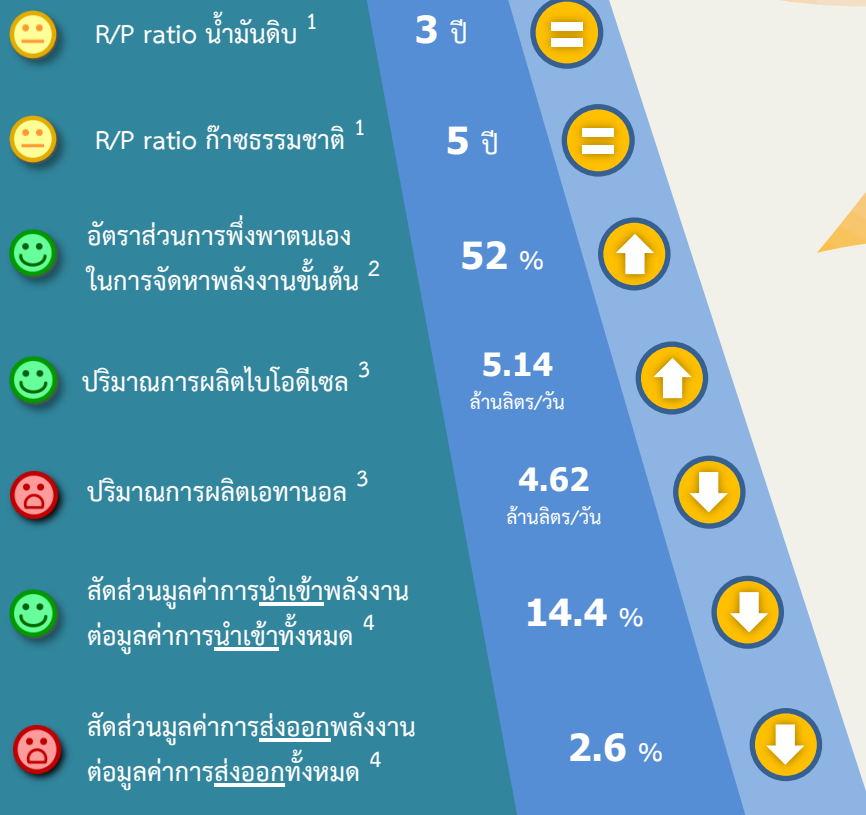 R/P ratio น้ำมันดิบ 1 3 ปี
R/P ratio ก๊าซธรรมชาติ 1 5 ปี
อัตราส่วนการพึ่งพาตนเอง
ในการจัดหาพลังงานขั้นต้น 2 52 %
ปริมาณการผลิตไบโอดีเซล 3 5.14
ล้านลิตร/วัน
ปริมาณการผลิตเอทานอล 3 4.62
ล้านลิตร/วัน
สัดส่วนมูลค่าการนำเข้าพลังงาน
ต่อมูลค่าการนำเข้าทั้งหมด 4 14.4 %
สัดส่วนมูลค่าการส่งออกพลังงาน
ต่อมูลค่าการส่งออกทั้งหมด 4 2.6 %